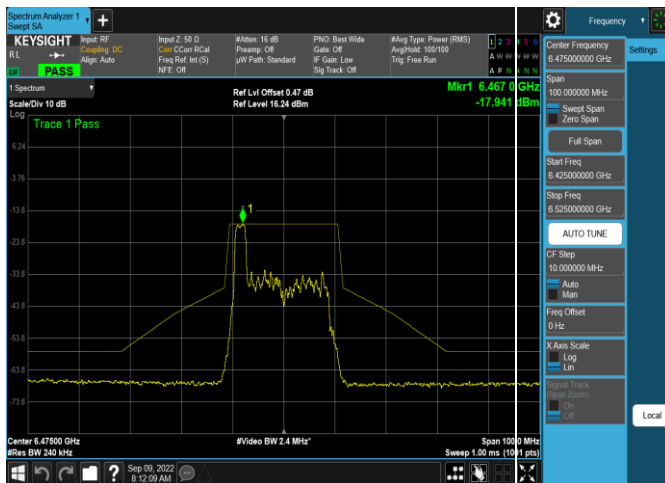 Spectrum Analyzer 1
Swept SA
+
Frequency
KEYSIGHT
Input: RF
Input Z: 50 Ω
#Atten: 16 dB
PNO: Best Wide
#Avg Type: Power (RMS)
1 2 3 4 5 6
R L
Coupling: DC
Corr CCorr RCal
Preamp: Off
Gate: Off
Avg|Hold: 100/100
A W W W W W
Align: Auto
Freq Ref: Int (S)
µW Path: Standard
IF Gain: Low
Trig: Free Run
PASS
NFE: Off
Sig Track: Off
A P N N N N
1 Spectrum
Ref Lvl Offset 0.47 dB
Mkr1 6.467 0 GHz
Scale/Div 10 dB
Ref Level 16.24 dBm
-17.941 dBm
Log
Trace 1 Pass
6.24
-3.76
-13.8
1
-23.8
-33.8
-43.8
-53.8
-63.8
-73.8
Center 6.47500 GHz
#Video BW 2.4 MHz*
Span 100.0 MHz
#Res BW 240 kHz
Sweep 1.00 ms (1001 pts)
?
Sep 09, 2022
8:12:09 AM
Center Frequency
6.475000000 GHz
Settings
Span
100.000000 MHz
Swept Span
Zero Span
Full Span
Start Freq
6.425000000 GHz
Stop Freq
6.525000000 GHz
AUTO TUNE
CF Step
10.000000 MHz
Auto
Man
Freq Offset
0 Hz
X Axis Scale
Log
Lin
Signal Track
(Span Zoom)
On
Off
Local